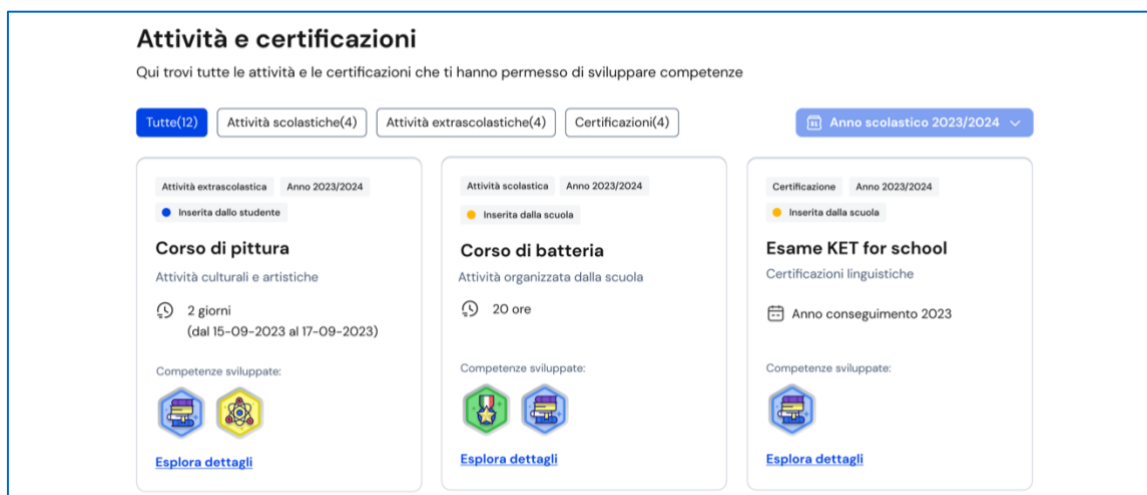 Attività e certificazioni
Qui trovi tutte le attività e le certificazioni che ti hanno permesso di sviluppare competenze
Tutte(12) Attività scolastiche(4) Attività extrascolastiche(4) Certificazioni(4) Anno scolastico 2023/2024
Attività extrascolastica Anno 2023/2024
Inserita dallo studente
Corso di pittura
Attività culturali e artistiche
2 giorni
(dal 15-09-2023 al 17-09-2023)
Competenze sviluppate:
Esplora dettagli
Attività scolastica Anno 2023/2024
Inserita dalla scuola
Corso di batteria
Attività organizzata dalla scuola
20 ore
Competenze sviluppate:
Esplora dettagli
Certificazione Anno 2023/2024
Inserita dalla scuola
Esame KET for school
Certificazioni linguistiche
Anno conseguimento 2023
Competenze sviluppate:
Esplora dettagli